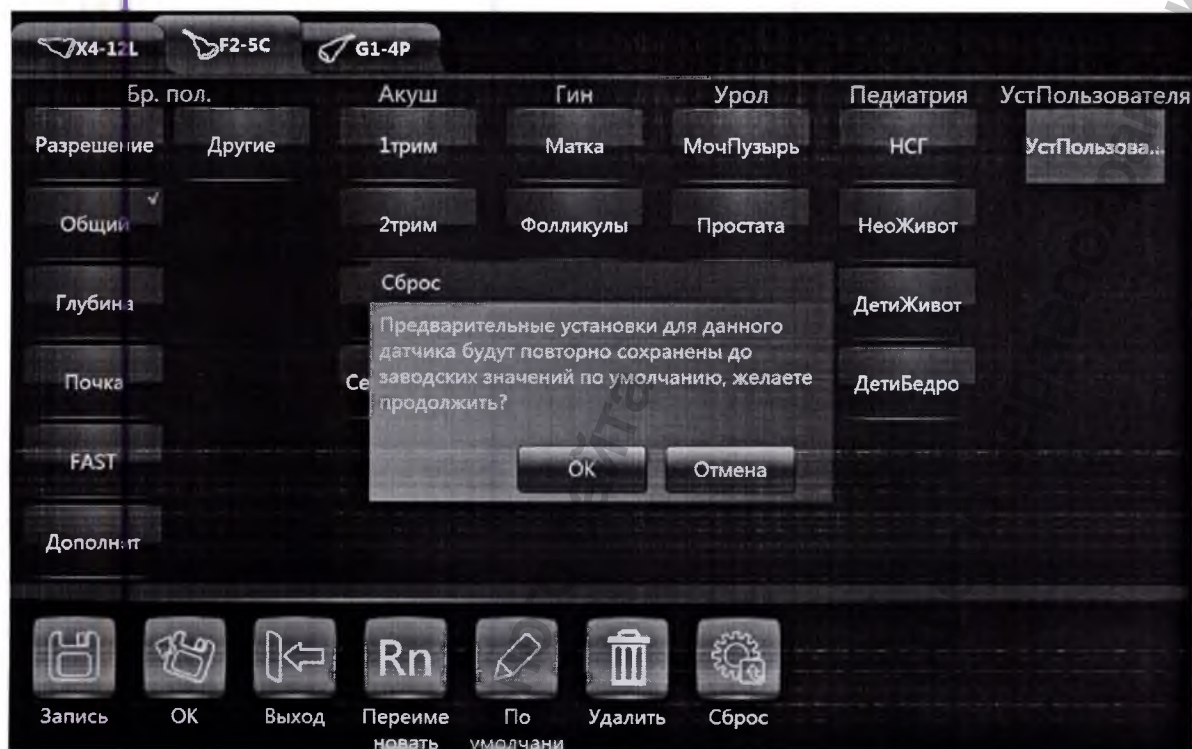 X4-12L F2-5C G1-4P
Бр. пол. Акуш Гин Урол Педиатрия УстПользователя
Разрешение Другие 1трим Матка МочПузырь НСГ УстПользова...
Общий 2трим Фолликулы Простата НеоЖивот
Сброс
Глубина ДетиЖивот
Предварительные установки для данного
датчика будут повторно сохранены до
заводских значений по умолчанию, желаете
продолжить?
Почка Се ДетиБедро
FAST
OK Отмена
Дополнит
Rn
Запись OK Выход Переиме По Удалить Сброс
новать умолчани